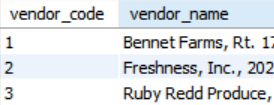 vendor_code vendor_name
1 Bennet Farms, Rt. 17
2 Freshness, Inc., 202
3 Ruby Redd Produce,